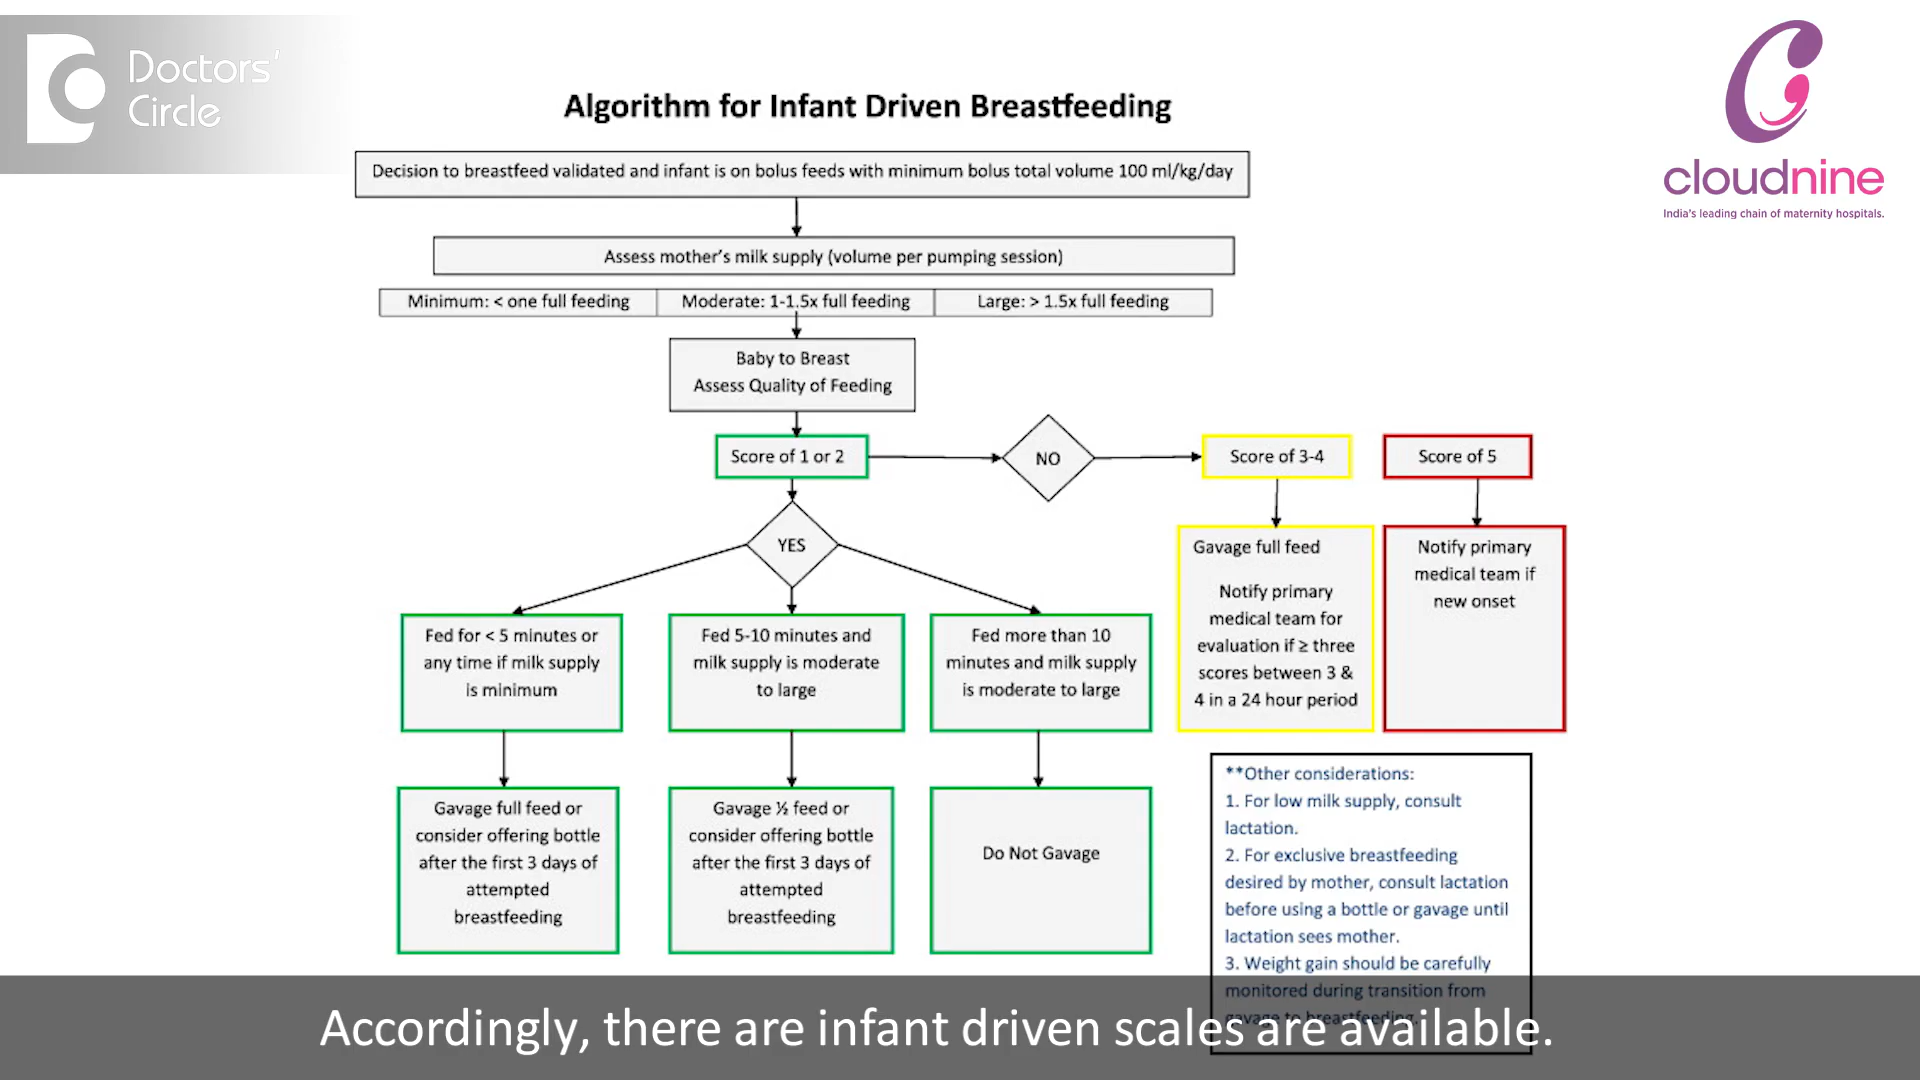 Doctors'
Circle
cloudnine
India's leading chain of maternity hospitals.
Algorithm for Infant Driven Breastfeeding
Decision to breastfeed validated and infant is on bolus feeds with minimum bolus total volume 100 ml/kg/day
Assess mother's milk supply (volume per pumping session)
Minimum: < one full feeding
Moderate: 1-1.5x full feeding
Large: > 1.5x full feeding
Baby to Breast
Assess Quality of Feeding
Score of 1 or 2
NO
Score of 3-4
Score of 5
YES
Gavage full feed
Notify primary
medical team for
evaluation if ≥ three
scores between 3 &
4 in a 24 hour period
Notify primary
medical team if
new onset
Fed for < 5 minutes or
any time if milk supply
is minimum
Fed 5-10 minutes and
milk supply is moderate
to large
Fed more than 10
minutes and milk supply
is moderate to large
Gavage full feed or
consider offering bottle
after the first 3 days of
attempted
breastfeeding
Gavage ½ feed or
consider offering bottle
after the first 3 days of
attempted
breastfeeding
Do Not Gavage
**Other considerations:
1. For low milk supply, consult
lactation.
2. For exclusive breastfeeding
desired by mother, consult lactation
before using a bottle or gavage until
lactation sees mother.
3. Weight gain should be carefully
monitored during transition from
gavage to breastfeeding.
Accordingly, there are infant driven scales are available.